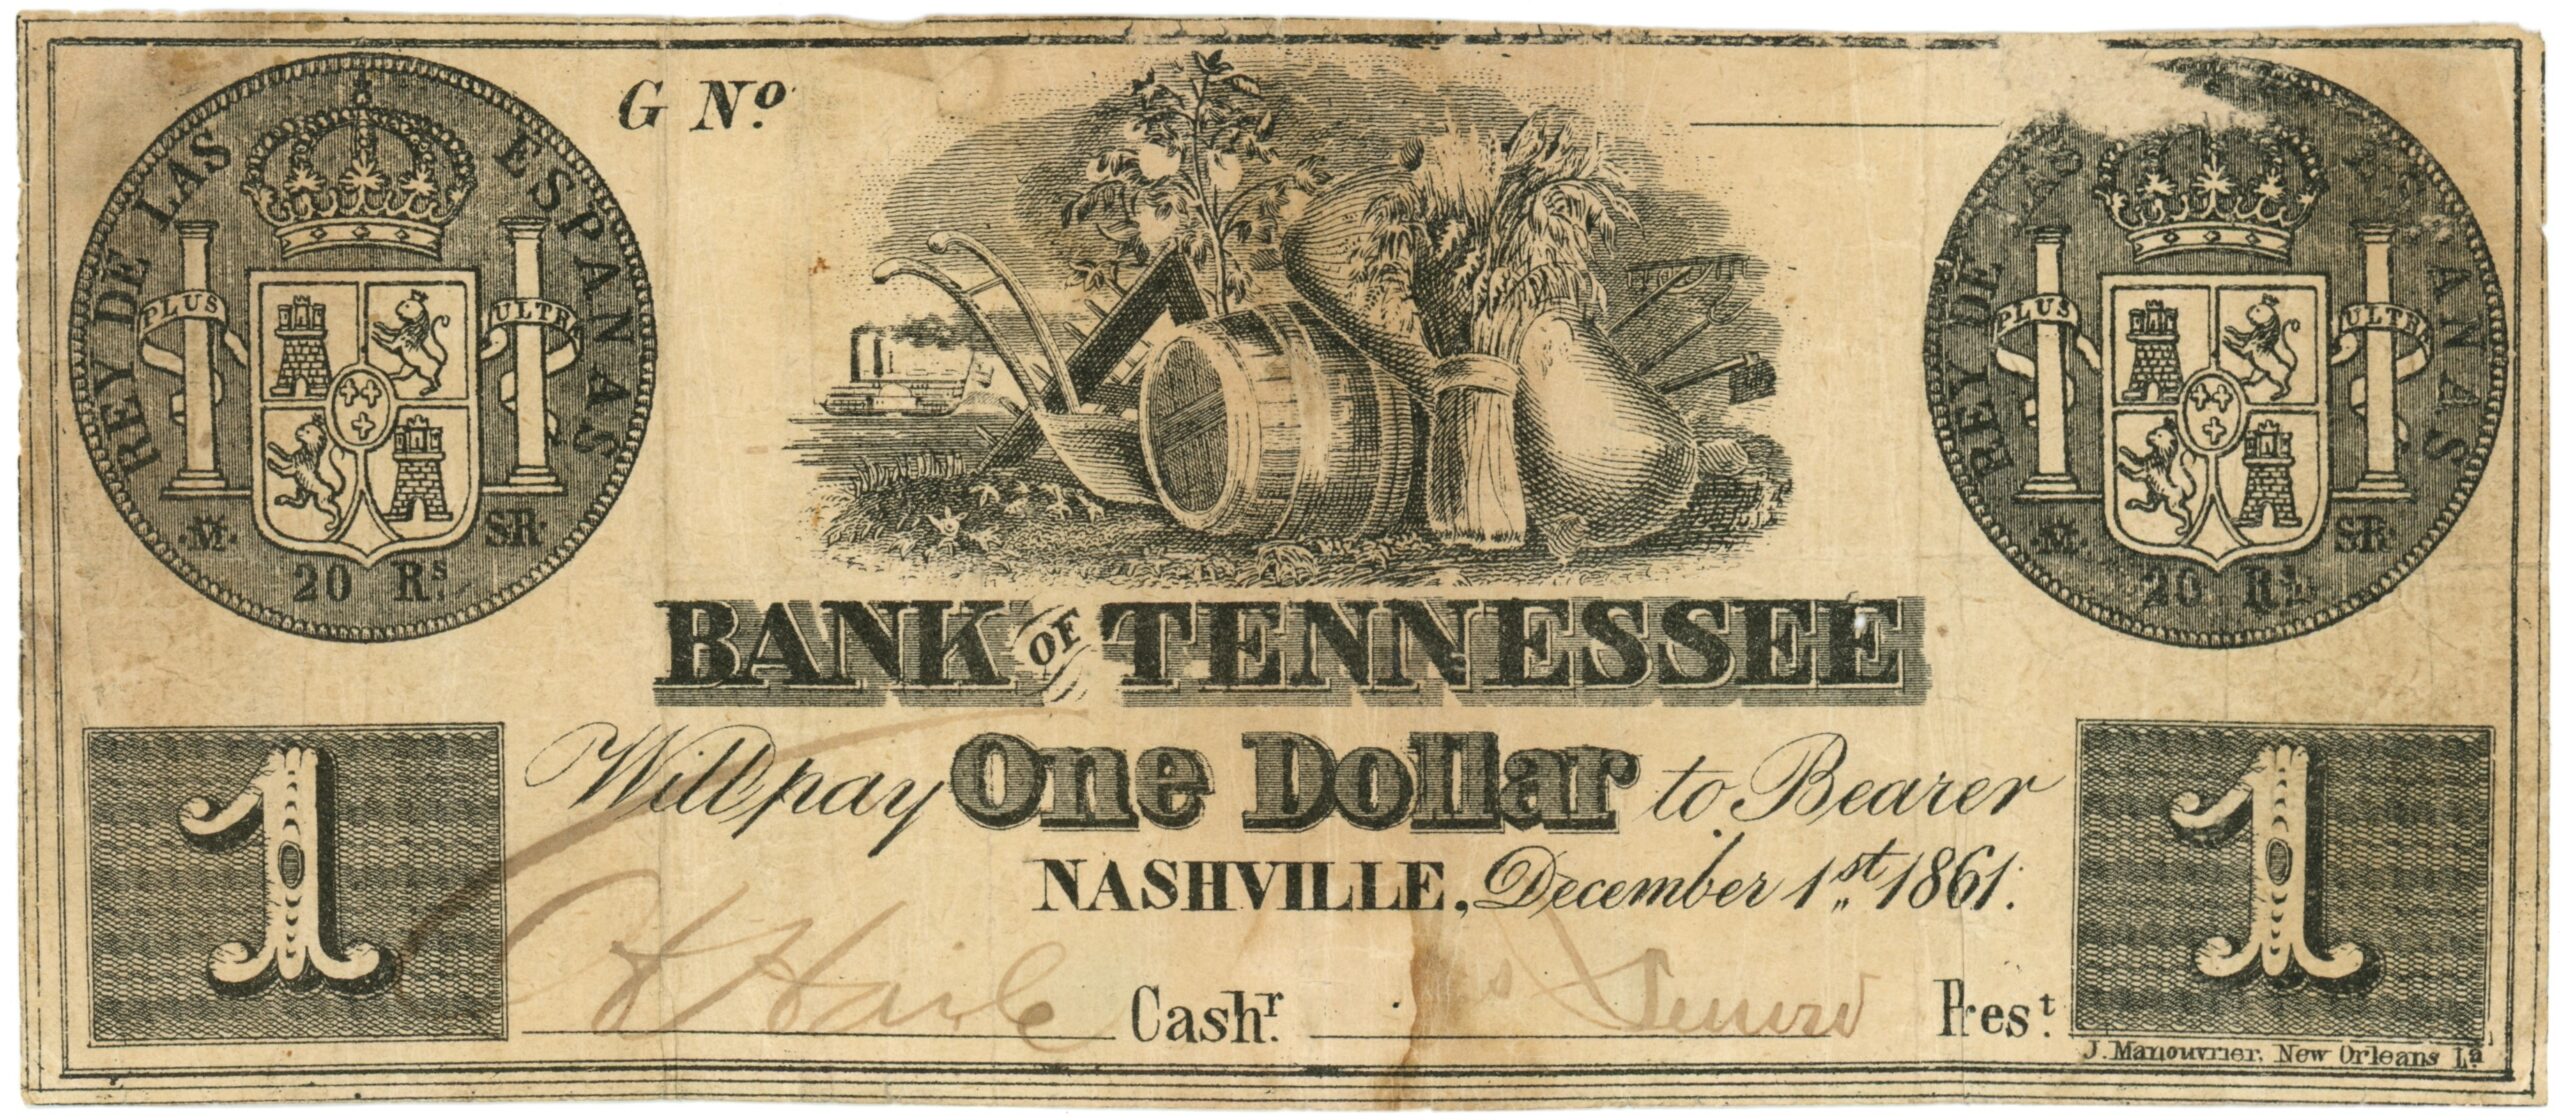 G Nº.
REY DE LAS ESPANAS
PLUS ULTR
M SR
20 Rs.
REY DE LAS ESPANAS
PLUS ULTR
M SR
20 Rs.
BANK OF TENNESSEE
1 Will pay One Dollar to Bearer 1
NASHVILLE, December 1st 1861.
Cashr. Prest.
J. Manouvrier, New Orleans La